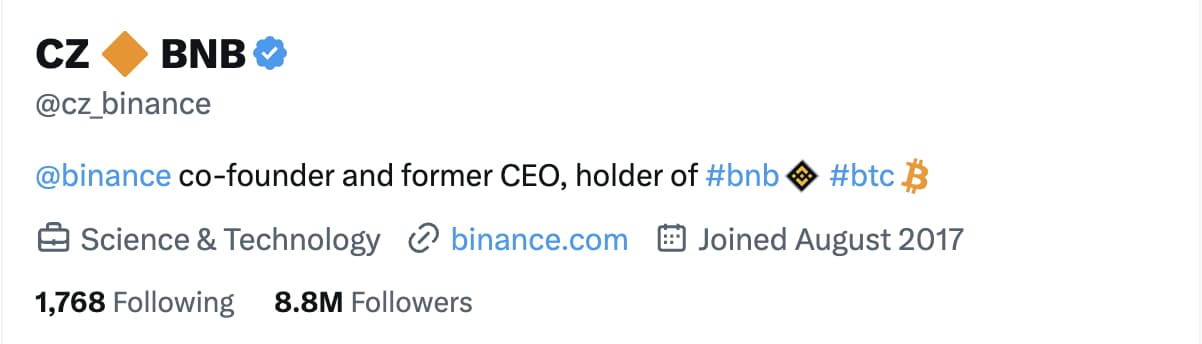 CZ 🔶 BNB
@cz_binance
@binance co-founder and former CEO, holder of #bnb #btc
Science & Technology binance.com Joined August 2017
1,768 Following 8.8M Followers